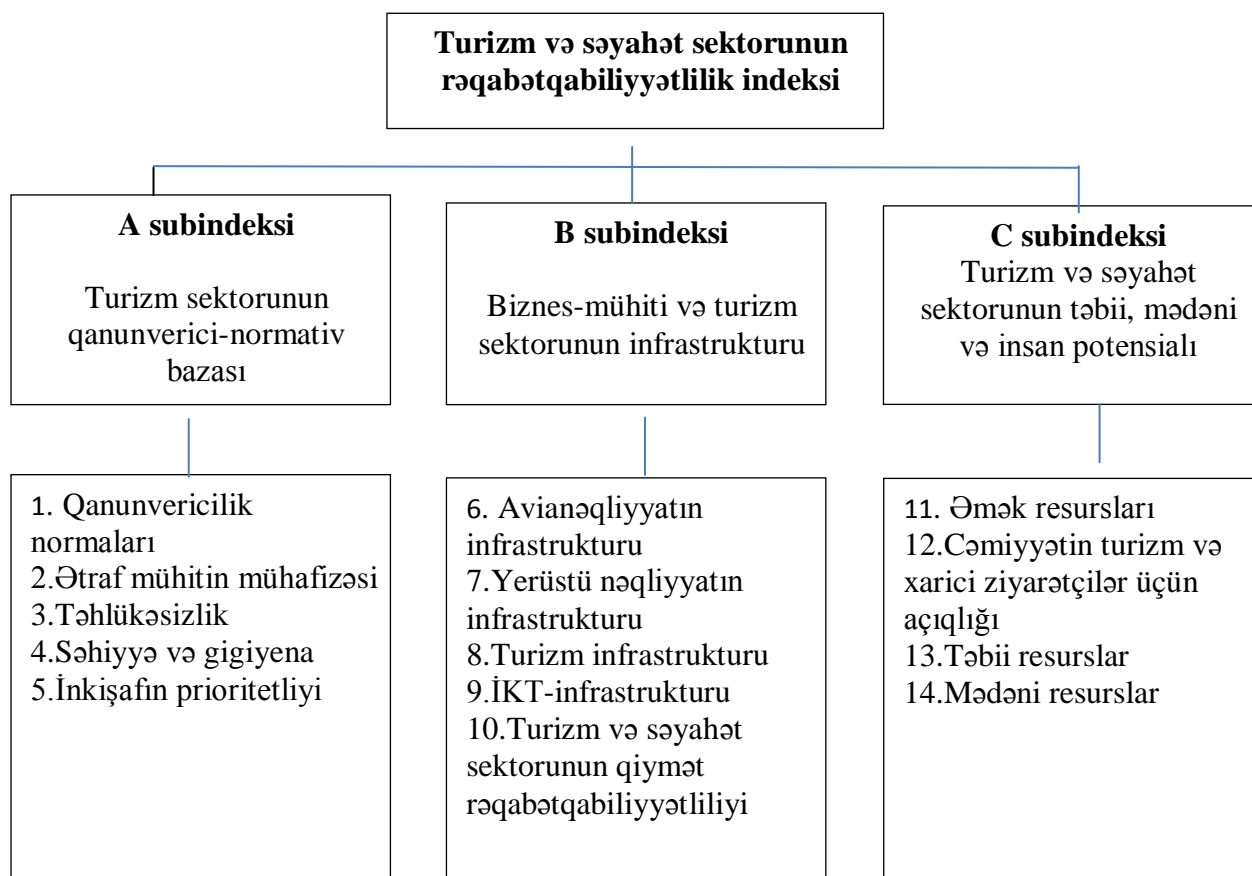 Turizm və səyahət sektorunun
rəqabətqabiliyyətlilik indeksi
A subindeksi
Turizm sektorunun
qanunverici-normativ
bazası
B subindeksi
Biznes-mühiti və turizm
sektorunun infrastrukturu
C subindeksi
Turizm və səyahət
sektorunun təbii, mədəni
və insan potensialı
1. Qanunvericilik
normaları
2.Ətraf mühitin mühafizəsi
3.Təhlükəsizlik
4.Səhiyyə və gigiyena
5.İnkişafın prioritetliyi
6. Avianəqliyyatın
infrastrukturu
7.Yerüstü nəqliyyatın
infrastrukturu
8.Turizm infrastrukturu
9.İKT-infrastrukturu
10.Turizm və səyahət
sektorunun qiymət
rəqabətqabiliyyətliliyi
11. Əmək resursları
12.Cəmiyyətin turizm və
xarici ziyarətçilər üçün
açıqlığı
13.Təbii resurslar
14.Mədəni resurslar